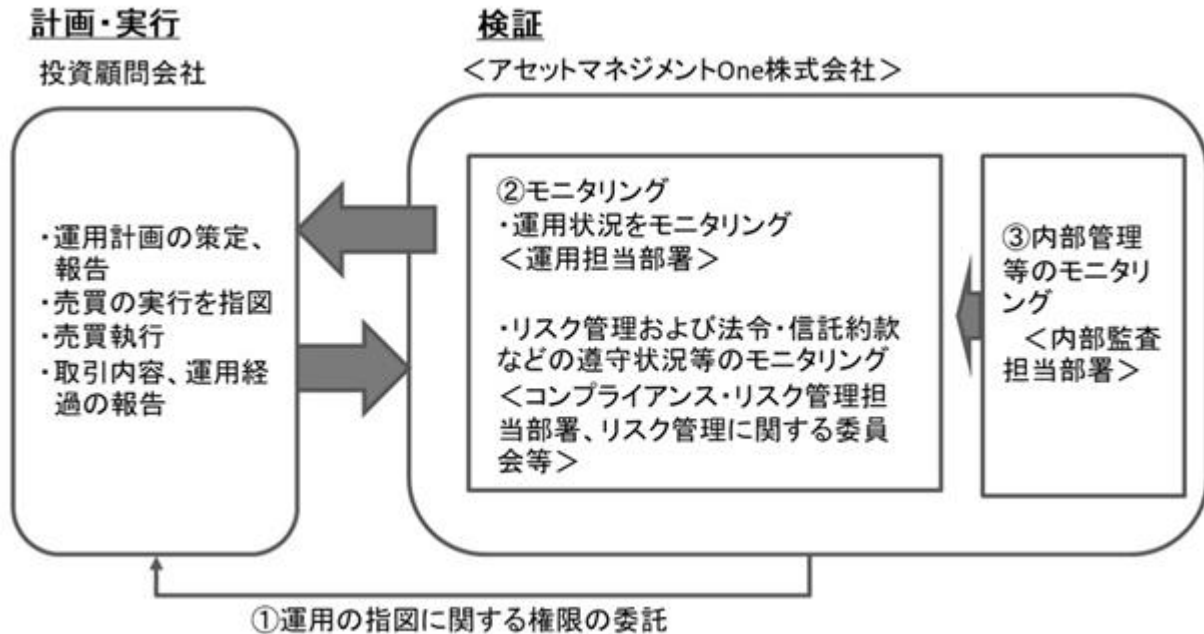 計画・実行
投資顧問会社
・運用計画の策定、
報告
・売買の実行を指図
・売買執行
・取引内容、運用経
過の報告
検証
＜アセットマネジメントOne株式会社＞
②モニタリング
・運用状況をモニタリング
＜運用担当部署＞
・リスク管理および法令・信託約款
などの遵守状況等のモニタリング
＜コンプライアンス・リスク管理担
当部署、リスク管理に関する委員
会等＞
③内部管理
等のモニタリ
ング
＜内部監査
担当部署＞
①運用の指図に関する権限の委託